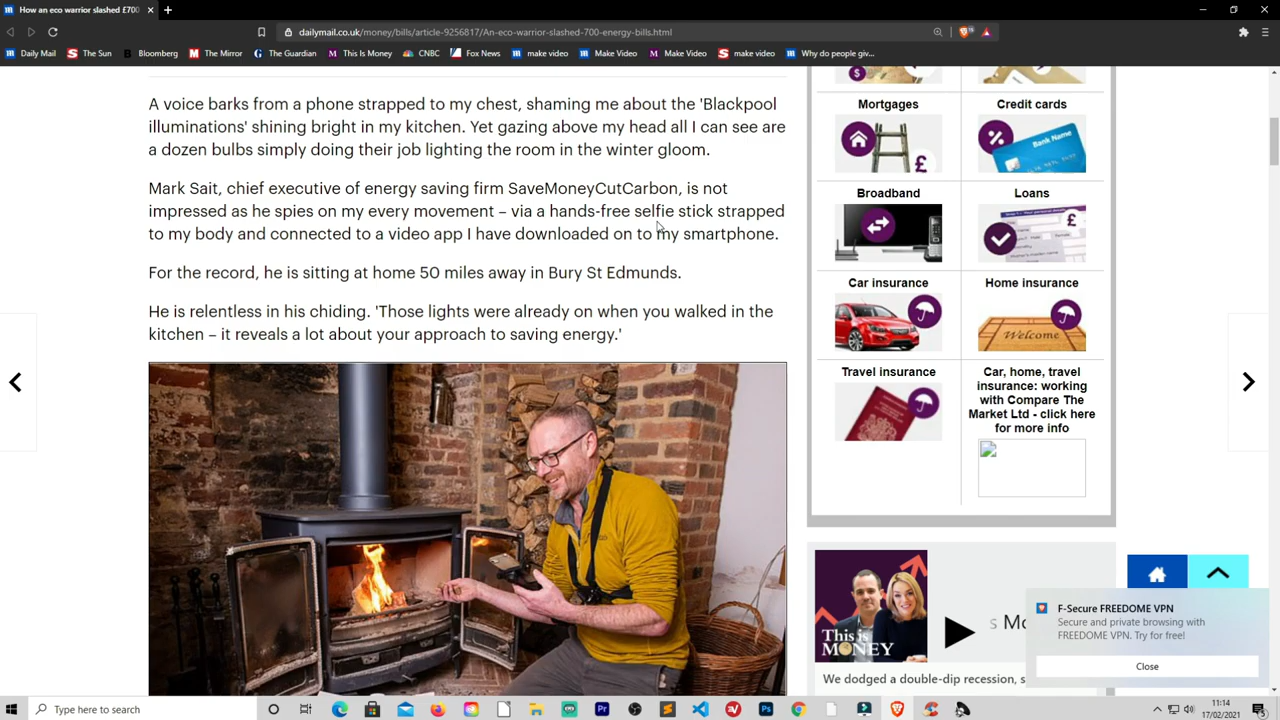 How an eco warrior slashed £700
dailymail.co.uk/money/bills/article-9256817/An-eco-warrior-slashed-700-energy-bills.html
Daily Mail
The Sun
Bloomberg
The Mirror
The Guardian
This Is Money
CNBC
Fox News
make video
Make Video
Make Video
make video
Why do people giv...
A voice barks from a phone strapped to my chest, shaming me about the 'Blackpool
illuminations' shining bright in my kitchen. Yet gazing above my head all I can see are
a dozen bulbs simply doing their job lighting the room in the winter gloom.
Mark Sait, chief executive of energy saving firm SaveMoneyCutCarbon, is not
impressed as he spies on my every movement – via a hands-free selfie stick strapped
to my body and connected to a video app I have downloaded on to my smartphone.
For the record, he is sitting at home 50 miles away in Bury St Edmunds.
He is relentless in his chiding. 'Those lights were already on when you walked in the
kitchen – it reveals a lot about your approach to saving energy.'
Mortgages
Credit cards
Bank Name
Broadband
Loans
Car insurance
Home insurance
Welcome
Travel insurance
Car, home, travel
insurance: working
with Compare The
Market Ltd - click here
for more info
This is
MONEY
s Mo
We dodged a double-dip recession, s
F-Secure FREEDOME VPN
Secure and private browsing with
FREEDOME VPN. Try for free!
Close
Type here to search
11:14
17/02/2021